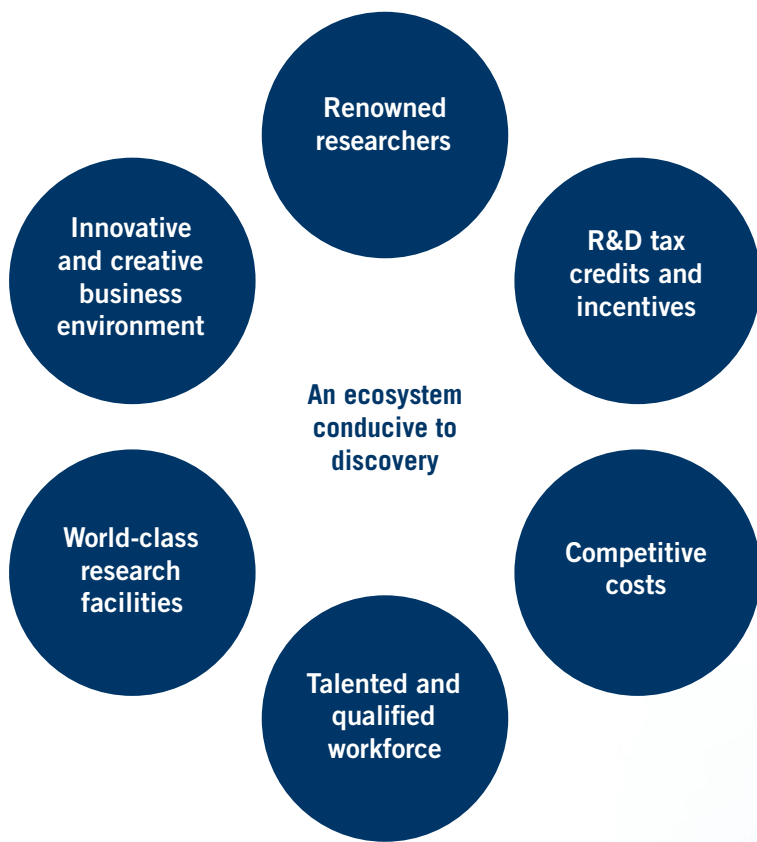 Renowned
researchers
R&D tax
credits and
incentives
Competitive
costs
Talented and
qualified
workforce
World-class
research
facilities
Innovative
and creative
business
environment
An ecosystem
conducive to
discovery